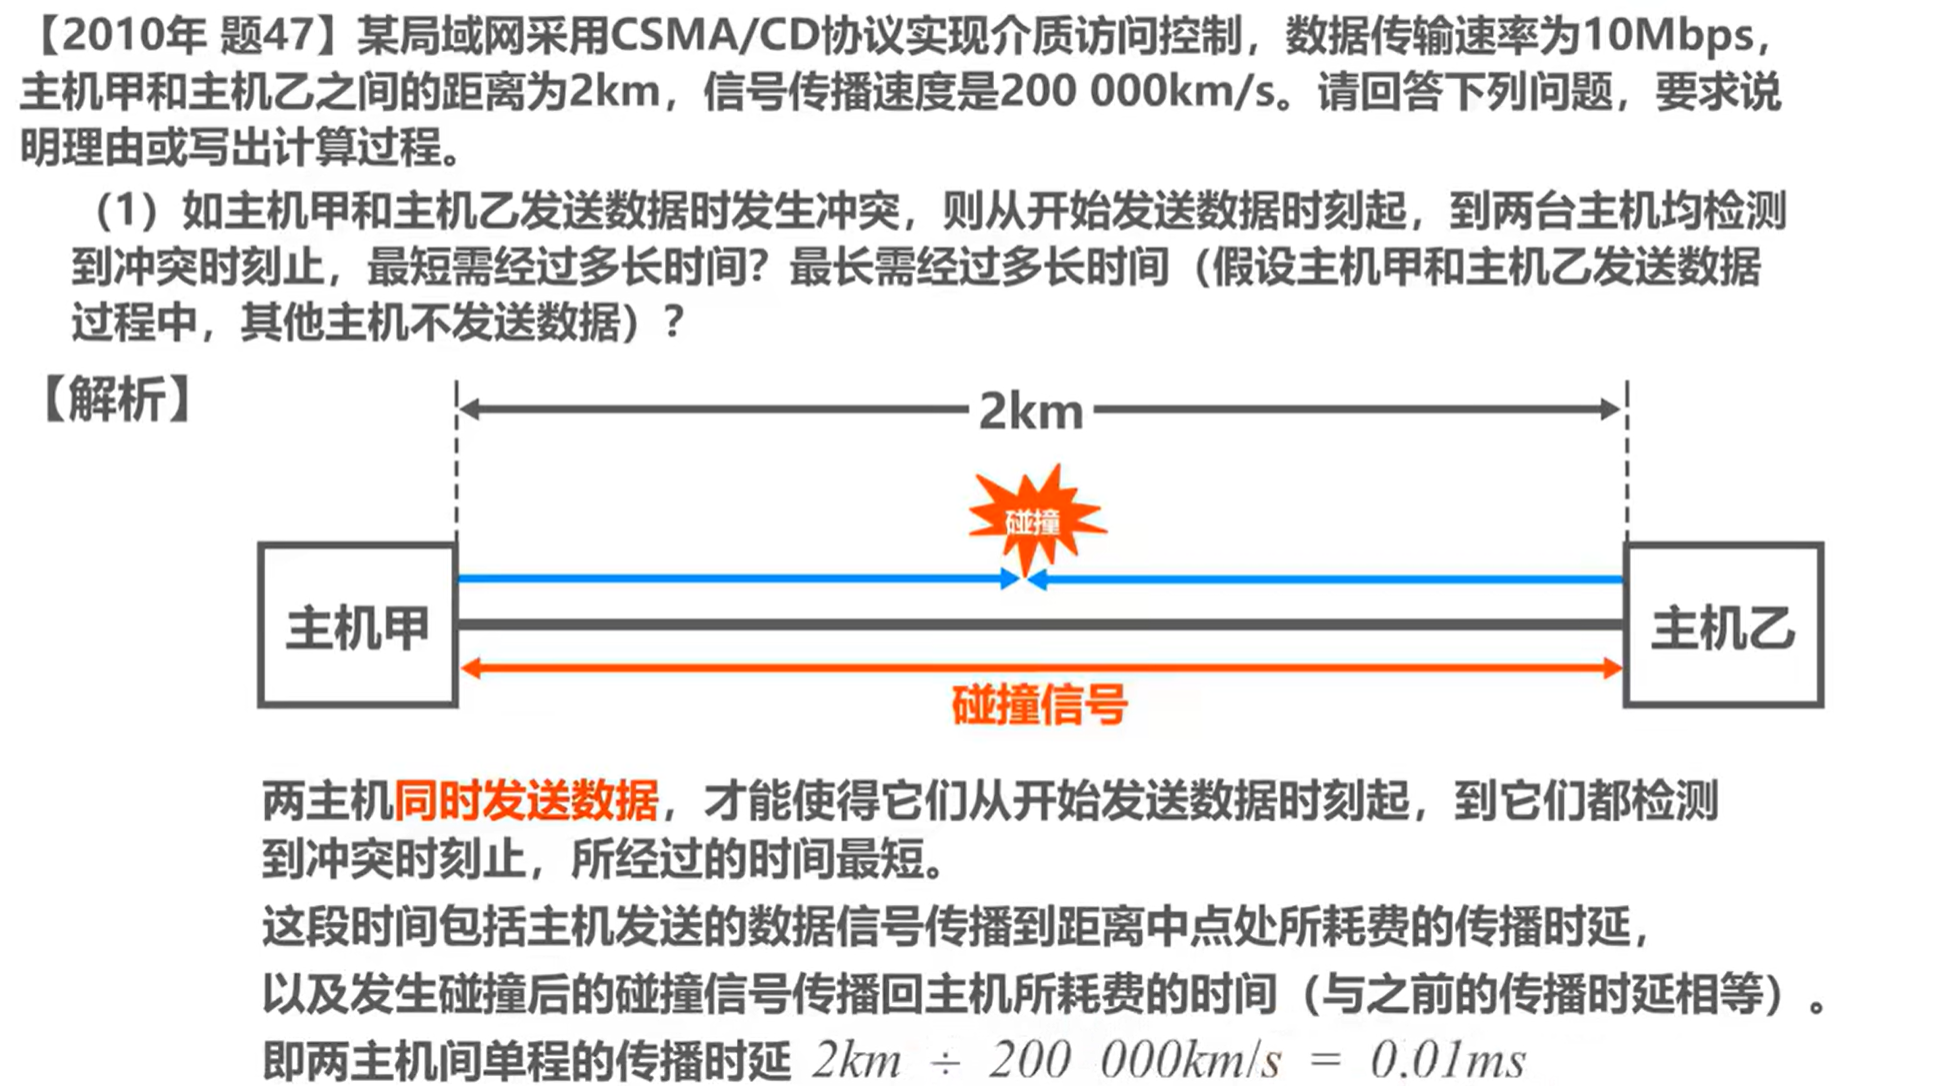 【2010年 题47】某局域网采用CSMA/CD协议实现介质访问控制，数据传输速率为10Mbps，
主机甲和主机乙之间的距离为2km，信号传播速度是200 000km/s。请回答下列问题，要求说
明理由或写出计算过程。
（1）如主机甲和主机乙发送数据时发生冲突，则从开始发送数据时刻起，到两台主机均检测
到冲突时刻止，最短需经过多长时间？最长需经过多长时间（假设主机甲和主机乙发送数据
过程中，其他主机不发送数据）？
【解析】
2km
碰撞
主机甲
主机乙
碰撞信号
两主机同时发送数据，才能使得它们从开始发送数据时刻起，到它们都检测
到冲突时刻止，所经过的时间最短。
这段时间包括主机发送的数据信号传播到距离中点处所耗费的传播时延，
以及发生碰撞后的碰撞信号传播回主机所耗费的时间（与之前的传播时延相等）。
即两主机间单程的传播时延 2km ÷ 200 000km/s = 0.01ms